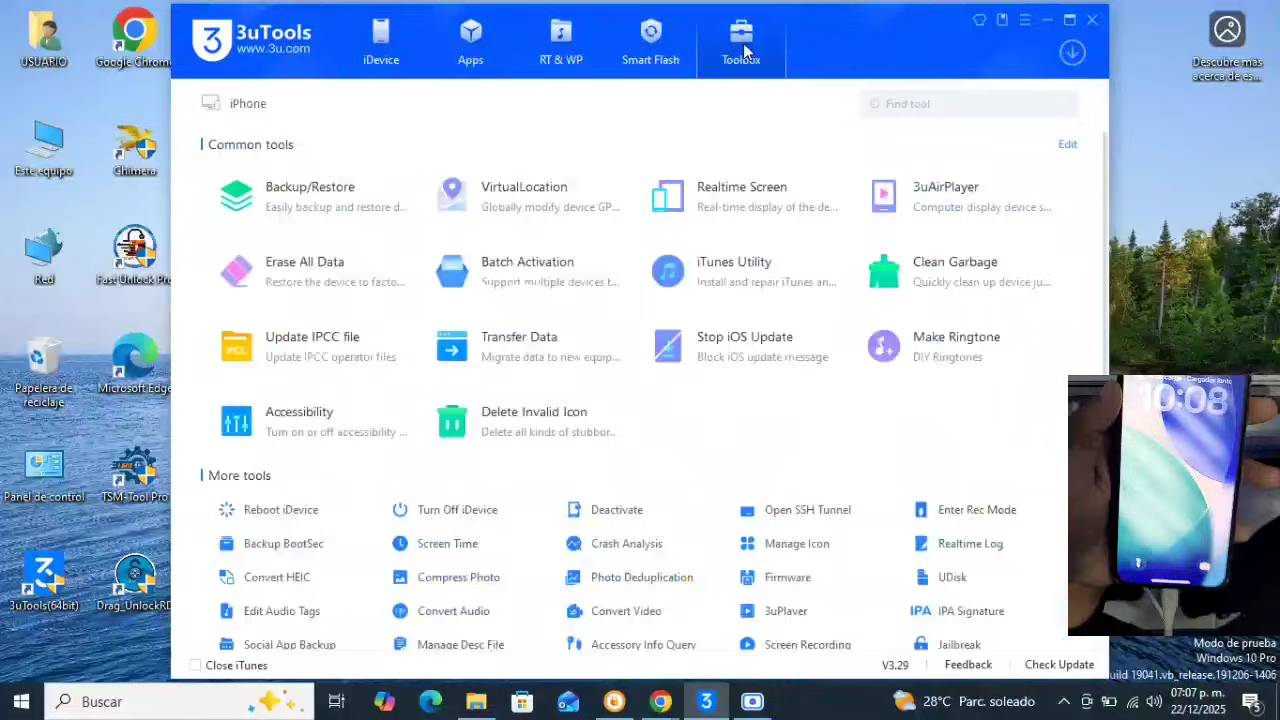 USUARIO
Google Chrome
3uTools
www.3u.com
iDevice
Apps
RT & WP
Smart Flash
Toolbox
Descubre más
acerca de es...
iPhone
Find tool
Common tools
Edit
Este equipo
Chimera
Backup/Restore
Easily backup and restore d...
VirtualLocation
Globally modify device GP...
Realtime Screen
Real-time display of the de...
3uAirPlayer
Computer display device s...
Red
Fast Unlock Pro
Erase All Data
Restore the device to facto...
Batch Activation
Support multiple devices t...
iTunes Utility
Install and repair iTunes an...
Clean Garbage
Quickly clean up device ju...
Papelera de
reciclaje
Microsoft Edge
Update IPCC file
Update IPCC operator files
Transfer Data
Migrate data to new equip...
Stop iOS Update
Block iOS update message
Make Ringtone
DIY Ringtones
10:08
Accessibility
Turn on or off accessibility ...
Delete Invalid Icon
Delete all kinds of stubbor...
Panel de control
TSM-Tool Pro
More tools
Reboot iDevice
Turn Off iDevice
Deactivate
Open SSH Tunnel
Enter Rec Mode
Backup BootSec
Screen Time
Crash Analysis
Manage Icon
Realtime Log
Convert HEIC
Compress Photo
Photo Deduplication
Firmware
UDisk
3uTools(64bit)
Drag_UnlockRD
Edit Audio Tags
Convert Audio
Convert Video
3uPlayer
IPA IPA Signature
Social App Backup
Manage Desc File
Accessory Info Query
Screen Recording
Jailbreak
Close iTunes
V3.29
Feedback
Check Update
Modo de prueba
Windows 10 Pro
uild 19041.vb_release.191206-1406
Buscar
28°C Parc. soleado
07:07 p. m.
22/12/2025
5